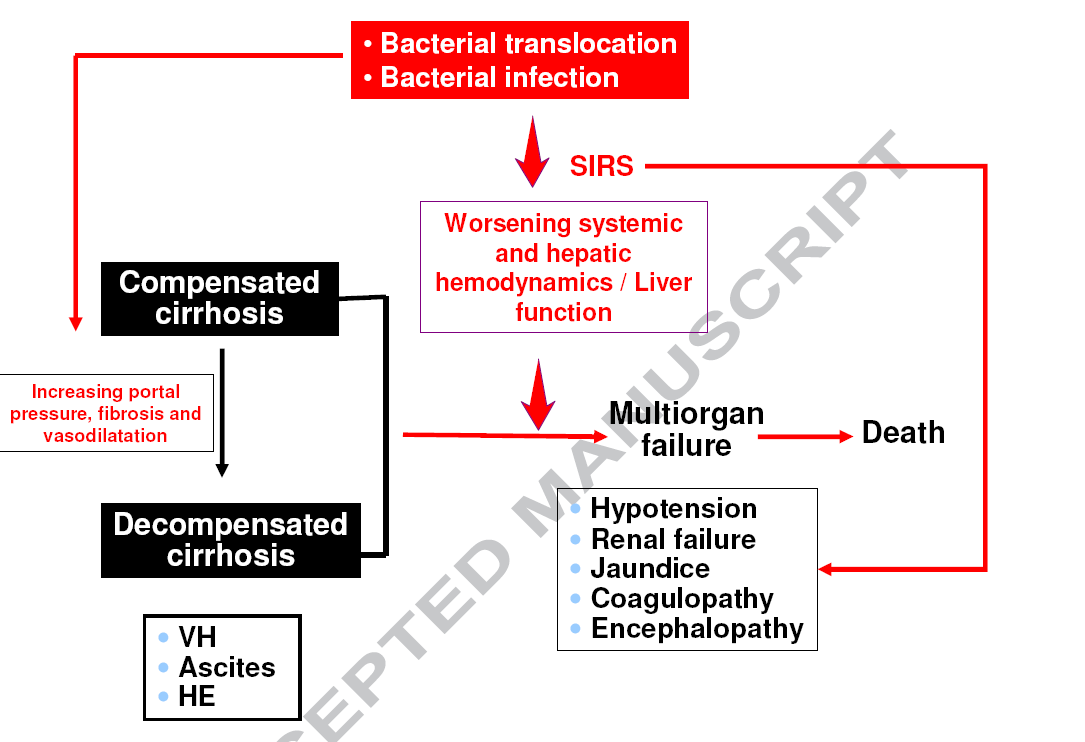 • Bacterial translocation
• Bacterial infection
SIRS
Worsening systemic
and hepatic
hemodynamics / Liver
function
Compensated
cirrhosis
Increasing portal
pressure, fibrosis and
vasodilatation
Multiorgan
failure
Death
Decompensated
cirrhosis
• Hypotension
• Renal failure
• Jaundice
• Coagulopathy
• Encephalopathy
• VH
• Ascites
• HE
CEPTED MANUSCRIPT